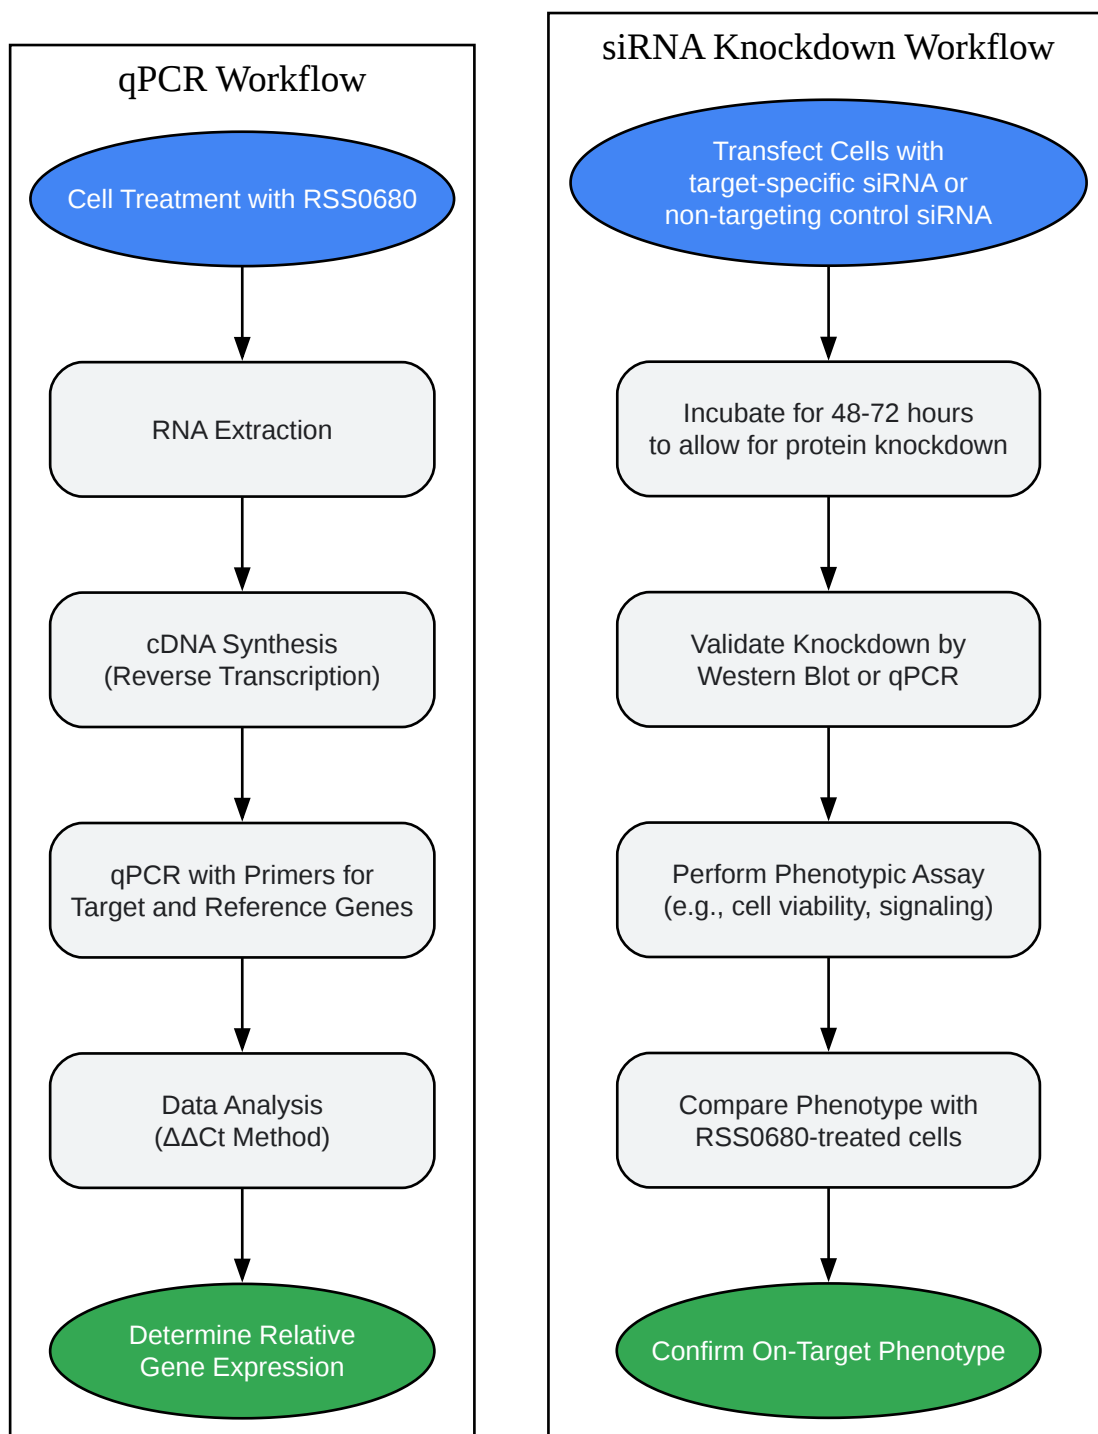 qPCR Workflow
Cell Treatment with RSS0680
RNA Extraction
cDNA Synthesis
(Reverse Transcription)
qPCR with Primers for
Target and Reference Genes
Data Analysis
(ΔΔCt Method)
Determine Relative
Gene Expression
siRNA Knockdown Workflow
Transfect Cells with
target-specific siRNA or
non-targeting control siRNA
Incubate for 48-72 hours
to allow for protein knockdown
Validate Knockdown by
Western Blot or qPCR
Perform Phenotypic Assay
(e.g., cell viability, signaling)
Compare Phenotype with
RSS0680-treated cells
Confirm On-Target Phenotype